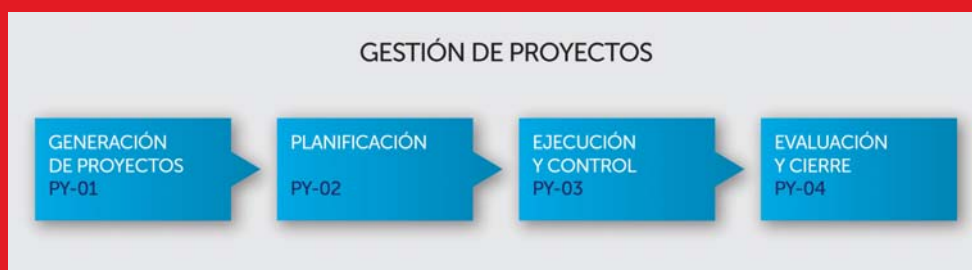 GESTIÓN DE PROYECTOS
GENERACIÓN
DE PROYECTOS
PY-01
PLANIFICACIÓN
PY-02
EJECUCIÓN
Y CONTROL
PY-03
EVALUACIÓN
Y CIERRE
PY-04